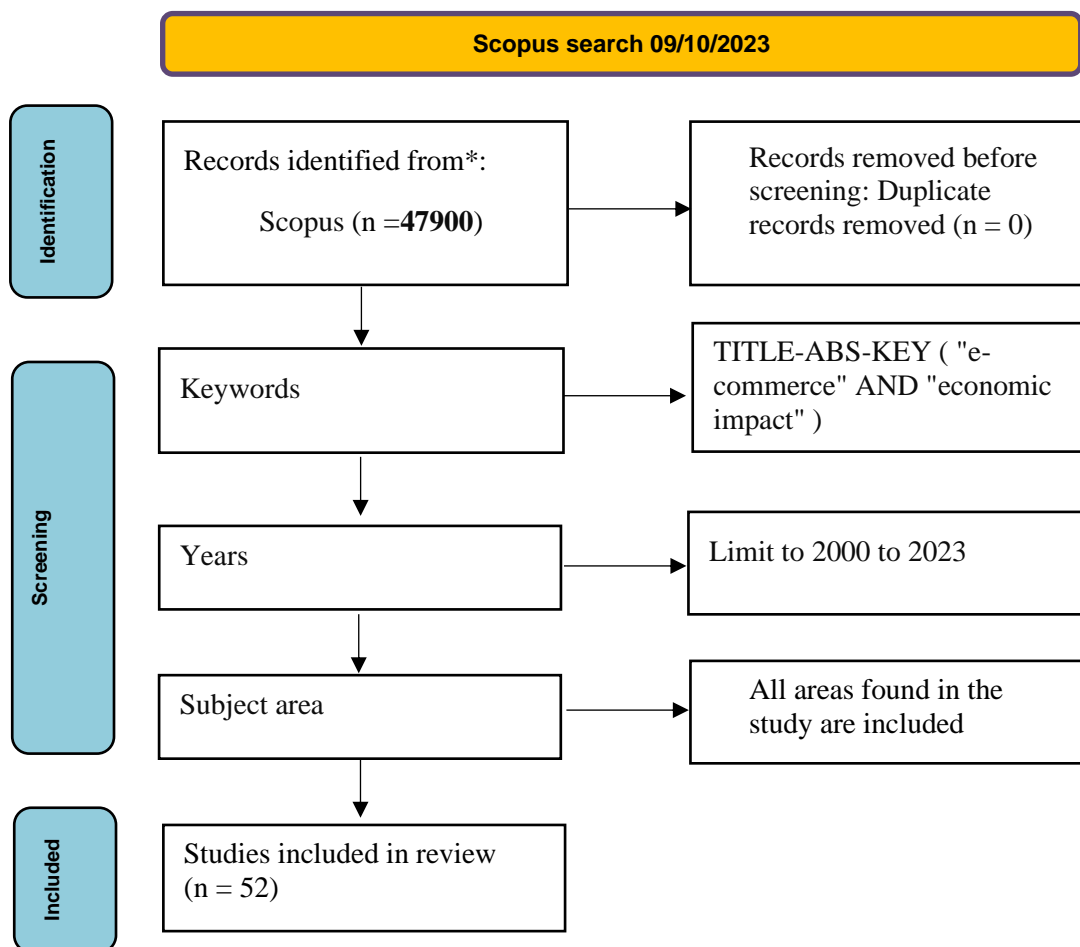 Scopus search 09/10/2023
Identification
Records identified from*:
Scopus (n =47900)
Records removed before
screening: Duplicate
records removed (n = 0)
Screening
Keywords
TITLE-ABS-KEY ( "e-
commerce" AND "economic
impact" )
Years
Limit to 2000 to 2023
Subject area
All areas found in the
study are included
Included
Studies included in review
(n = 52)